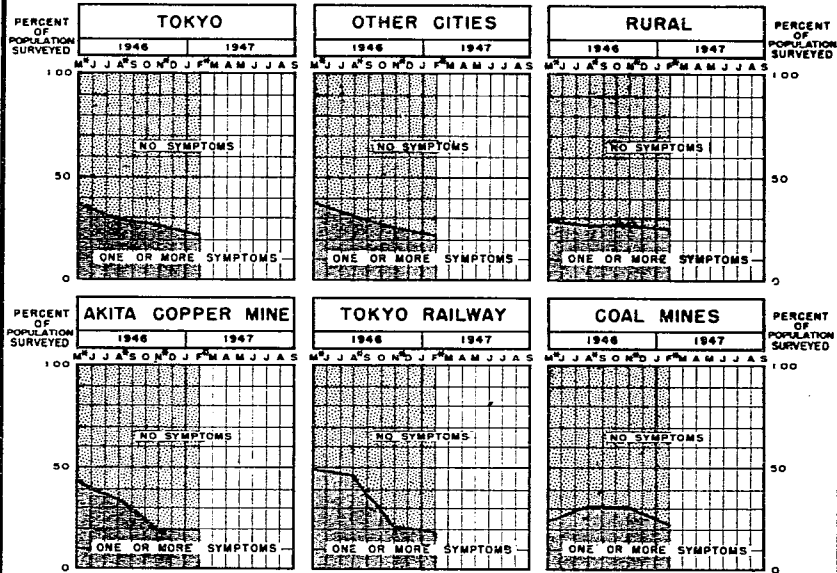 PERCENT OF POPULATION SURVEYED
TOKYO
1946 1947
M* J J A* S O N* D J F* M A M J J A S
100
50
0
NO SYMPTOMS
ONE OR MORE SYMPTOMS
OTHER CITIES
1946 1947
M* J J A* S O N* D J F* M A M J J A S
NO SYMPTOMS
ONE OR MORE SYMPTOMS
RURAL
1946 1947
M* J J A* S O N* D J F* M A M J J A S
PERCENT OF POPULATION SURVEYED
100
50
0
NO SYMPTOMS
ONE OR MORE SYMPTOMS
PERCENT OF POPULATION SURVEYED
AKITA COPPER MINE
1946 1947
M* J J A* S O N* D J F* M A M J J A S
100
50
0
NO SYMPTOMS
ONE OR MORE SYMPTOMS
TOKYO RAILWAY
1946 1947
M* J J A* S O N* D J F* M A M J J A S
NO SYMPTOMS
ONE OR MORE SYMPTOMS
COAL MINES
1946 1947
M* J J A* S O N* D J F* M A M J J A S
PERCENT OF POPULATION SURVEYED
100
50
0
NO SYMPTOMS
ONE OR MORE SYMPTOMS